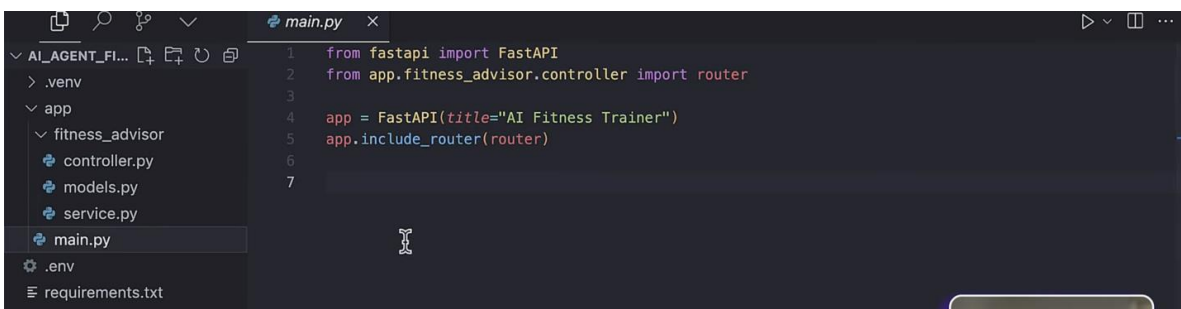 main.py
AI_AGENT_FI...
.venv
app
fitness_advisor
controller.py
models.py
service.py
main.py
.env
requirements.txt
1 from fastapi import FastAPI
2 from app.fitness_advisor.controller import router
3
4 app = FastAPI(title="AI Fitness Trainer")
5 app.include_router(router)
6
7